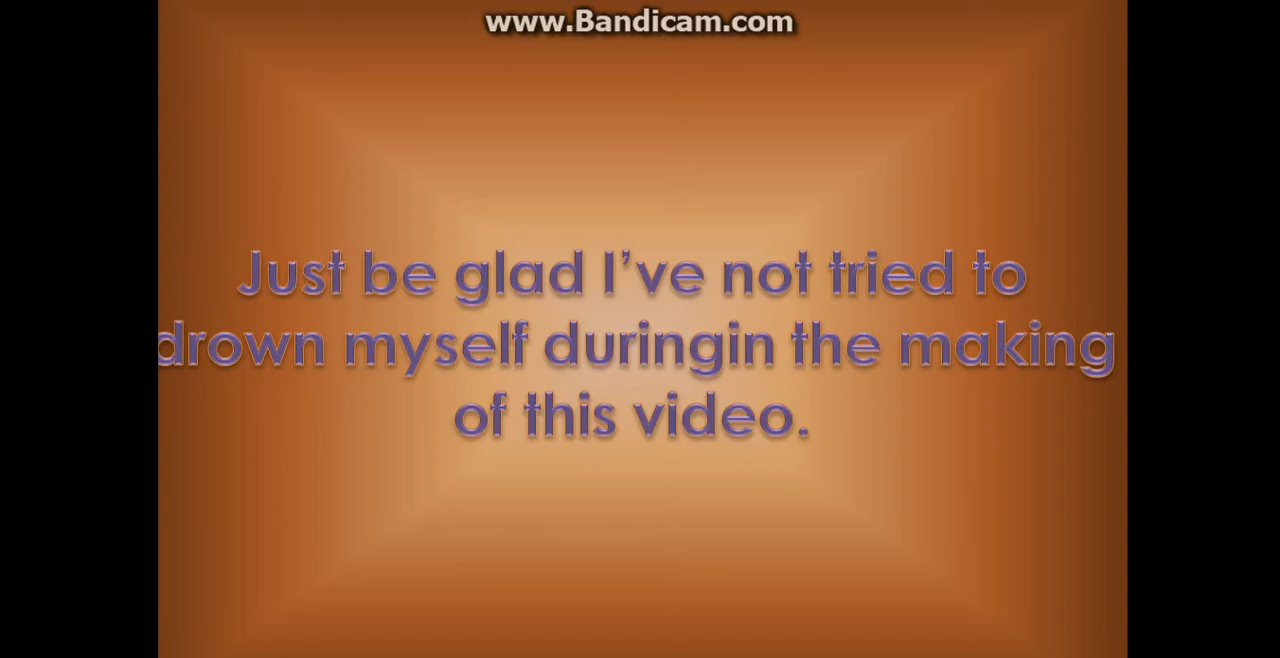 www.Bandicam.com
Just be glad I’ve not tried to
drown myself duringin the making
of this video.